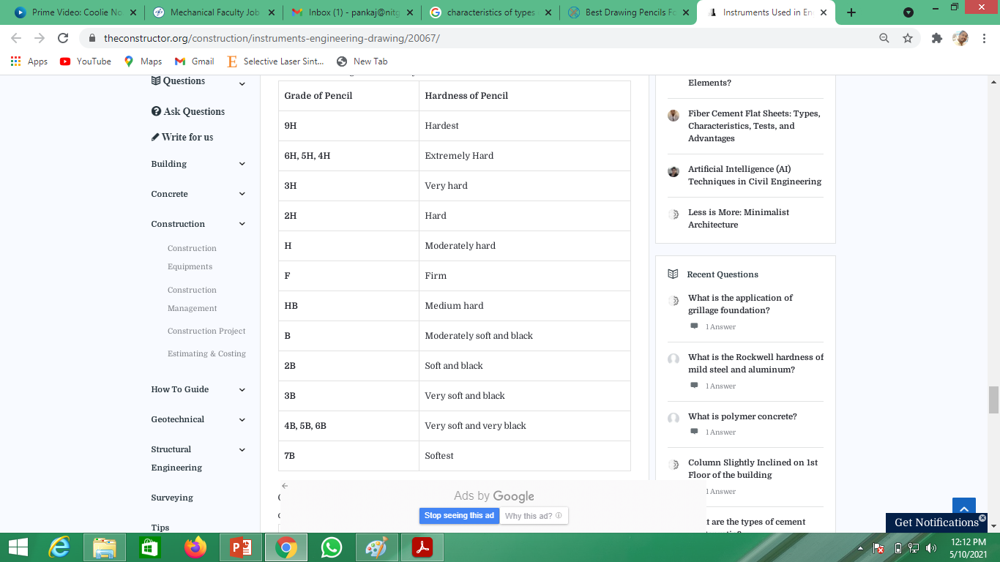 Prime Video: Coolie No
Mechanical Faculty Job
Inbox (1) - pankaj@nitg
characteristics of types
Best Drawing Pencils Fo
Instruments Used in En
theconstructor.org/construction/instruments-engineering-drawing/20067/
Apps
YouTube
Maps
Gmail
Selective Laser Sint...
New Tab
Questions
Ask Questions
Write for us
Building
Concrete
Construction
Construction
Equipments
Construction
Management
Construction Project
Estimating & Costing
How To Guide
Geotechnical
Structural
Engineering
Surveying
Tips
Grade of Pencil Hardness of Pencil
9H Hardest
6H, 5H, 4H Extremely Hard
3H Very hard
2H Hard
H Moderately hard
F Firm
HB Medium hard
B Moderately soft and black
2B Soft and black
3B Very soft and black
4B, 5B, 6B Very soft and very black
7B Softest
Ads by Google
Stop seeing this ad
Why this ad?
Elements?
Fiber Cement Flat Sheets: Types,
Characteristics, Tests, and
Advantages
Artificial Intelligence (AI)
Techniques in Civil Engineering
Less is More: Minimalist
Architecture
Recent Questions
What is the application of
grillage foundation?
1 Answer
What is the Rockwell hardness of
mild steel and aluminum?
1 Answer
What is polymer concrete?
1 Answer
Column Slightly Inclined on 1st
Floor of the building
1 Answer
t are the types of cement
Get Notifications
12:12 PM
5/10/2021